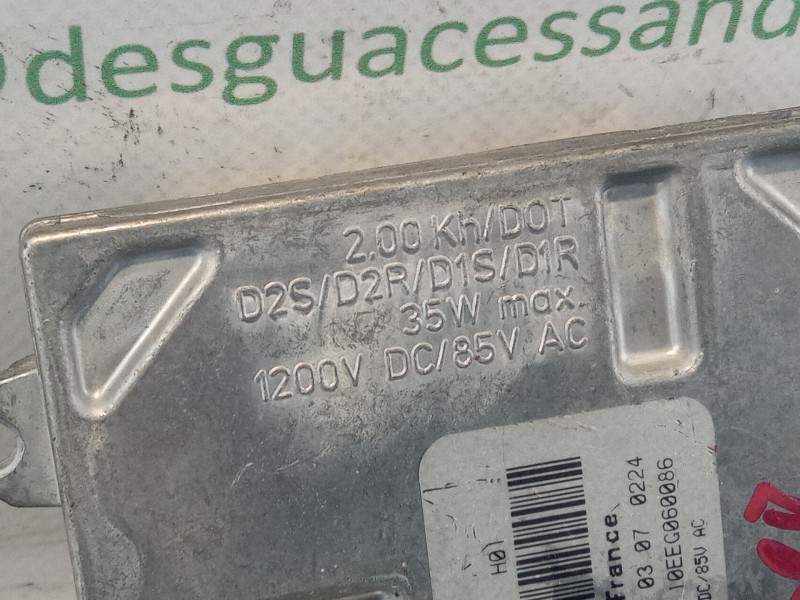 desguacessand
2.00 Kh/DOT
D2S/D2R/D1S/D1R
35W max.
1200V DC/85V AC
H07
France
03 07 0224
10EEG060086
DC/85V AC